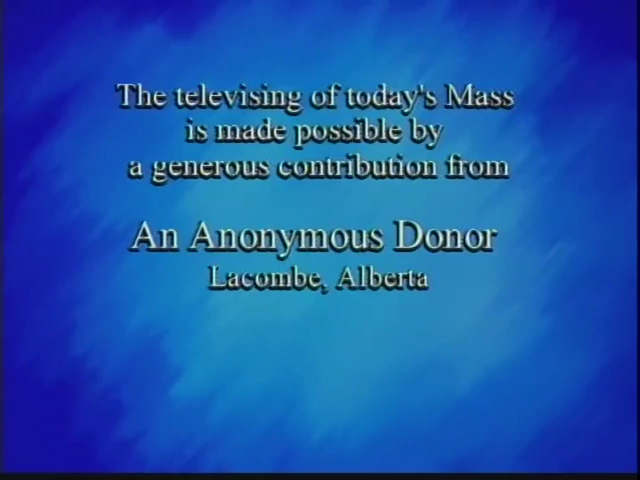 The televising of today's Mass
is made possible by
a generous contribution from
An Anonymous Donor
Lacombe, Alberta